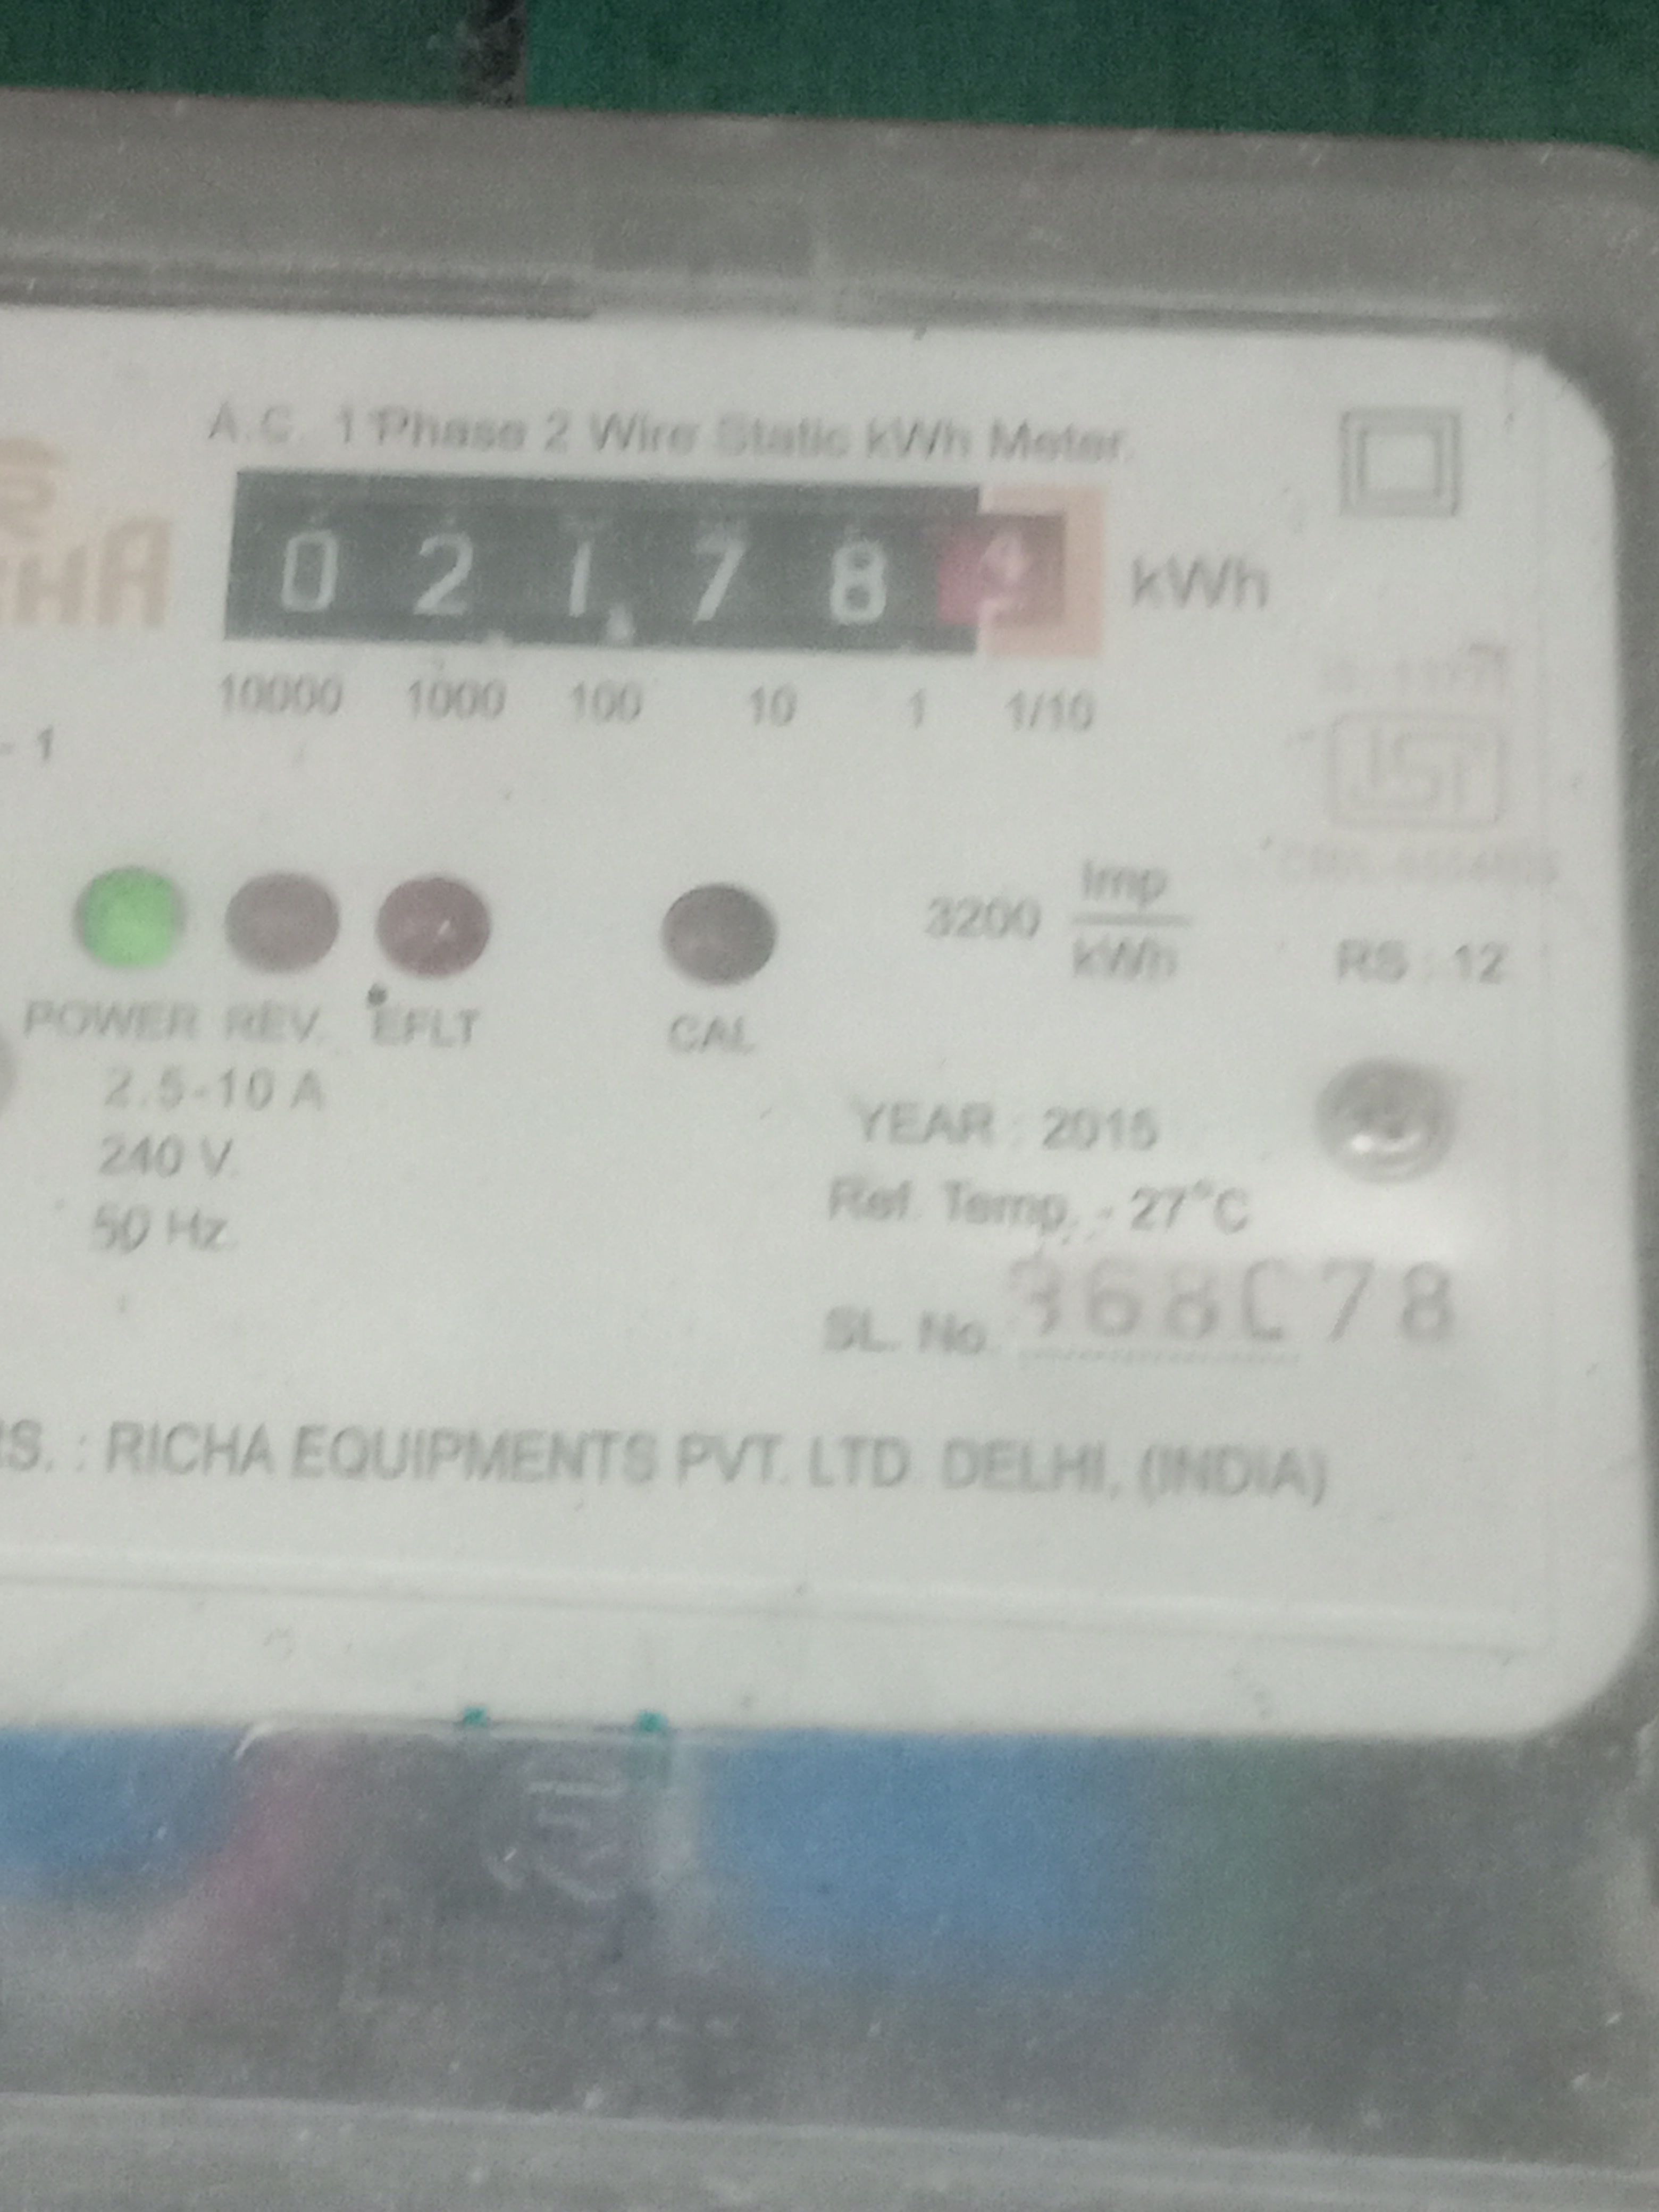 A.C. 1 Phase 2 Wire Static kWh Meter.
0 2 1 7 8 kWh
10000 1000 100 10 1 1/10
- 1
3200 Imp/kWh
RS : 12
POWER REV. EFLT CAL
2.5-10 A
240 V.
50 Hz.
YEAR : 2015
Ref. Temp. - 27°C
SL. No.
RS. : RICHA EQUIPMENTS PVT. LTD. DELHI, (INDIA)